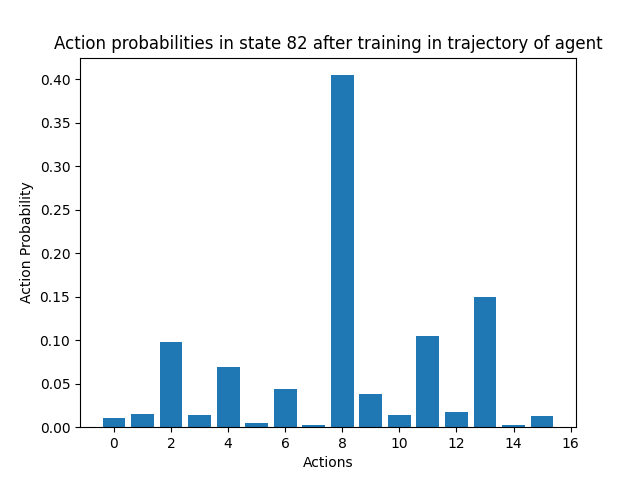 Action probabilities in state 82 after training in trajectory of agent
0.40
0.35
0.30
0.25
0.20
0.15
0.10
0.05
0.00
Action Probability
0 2 4 6 8 10 12 14 16
Actions